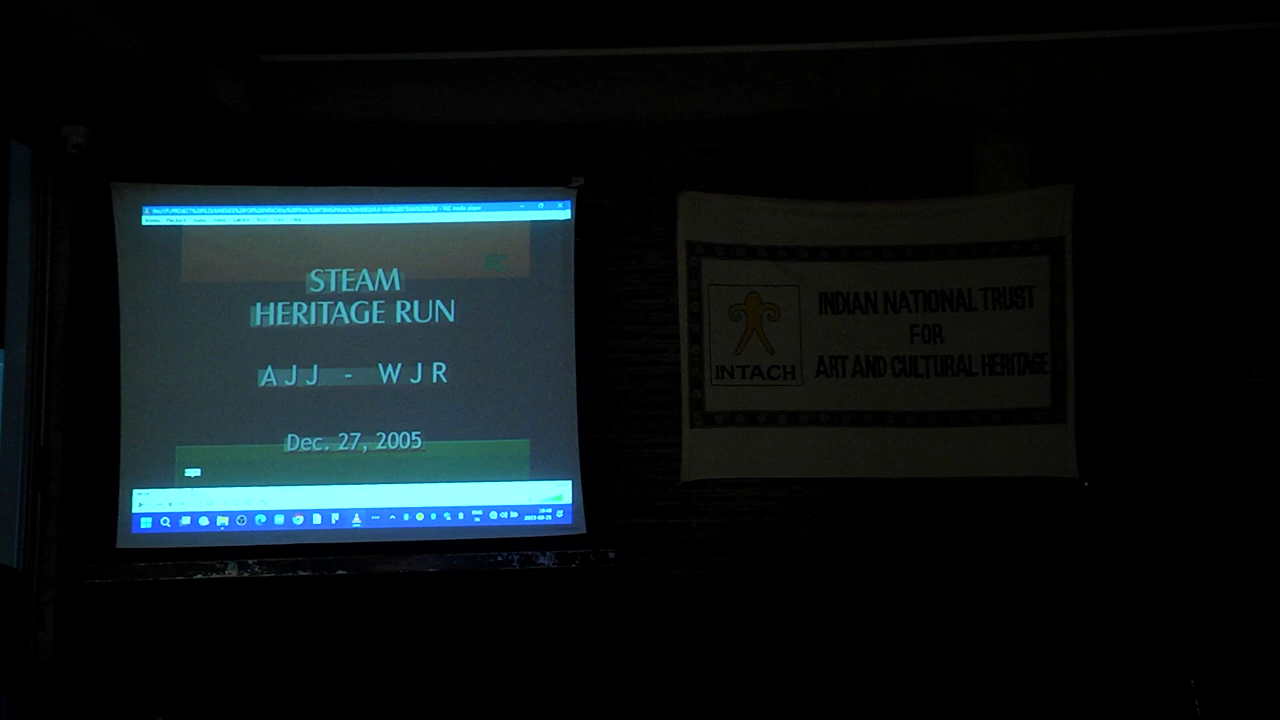 STEAM
HERITAGE RUN
AJJ - WJR
Dec. 27, 2005
INTACH
INDIAN NATIONAL TRUST
FOR
ART AND CULTURAL HERITAGE